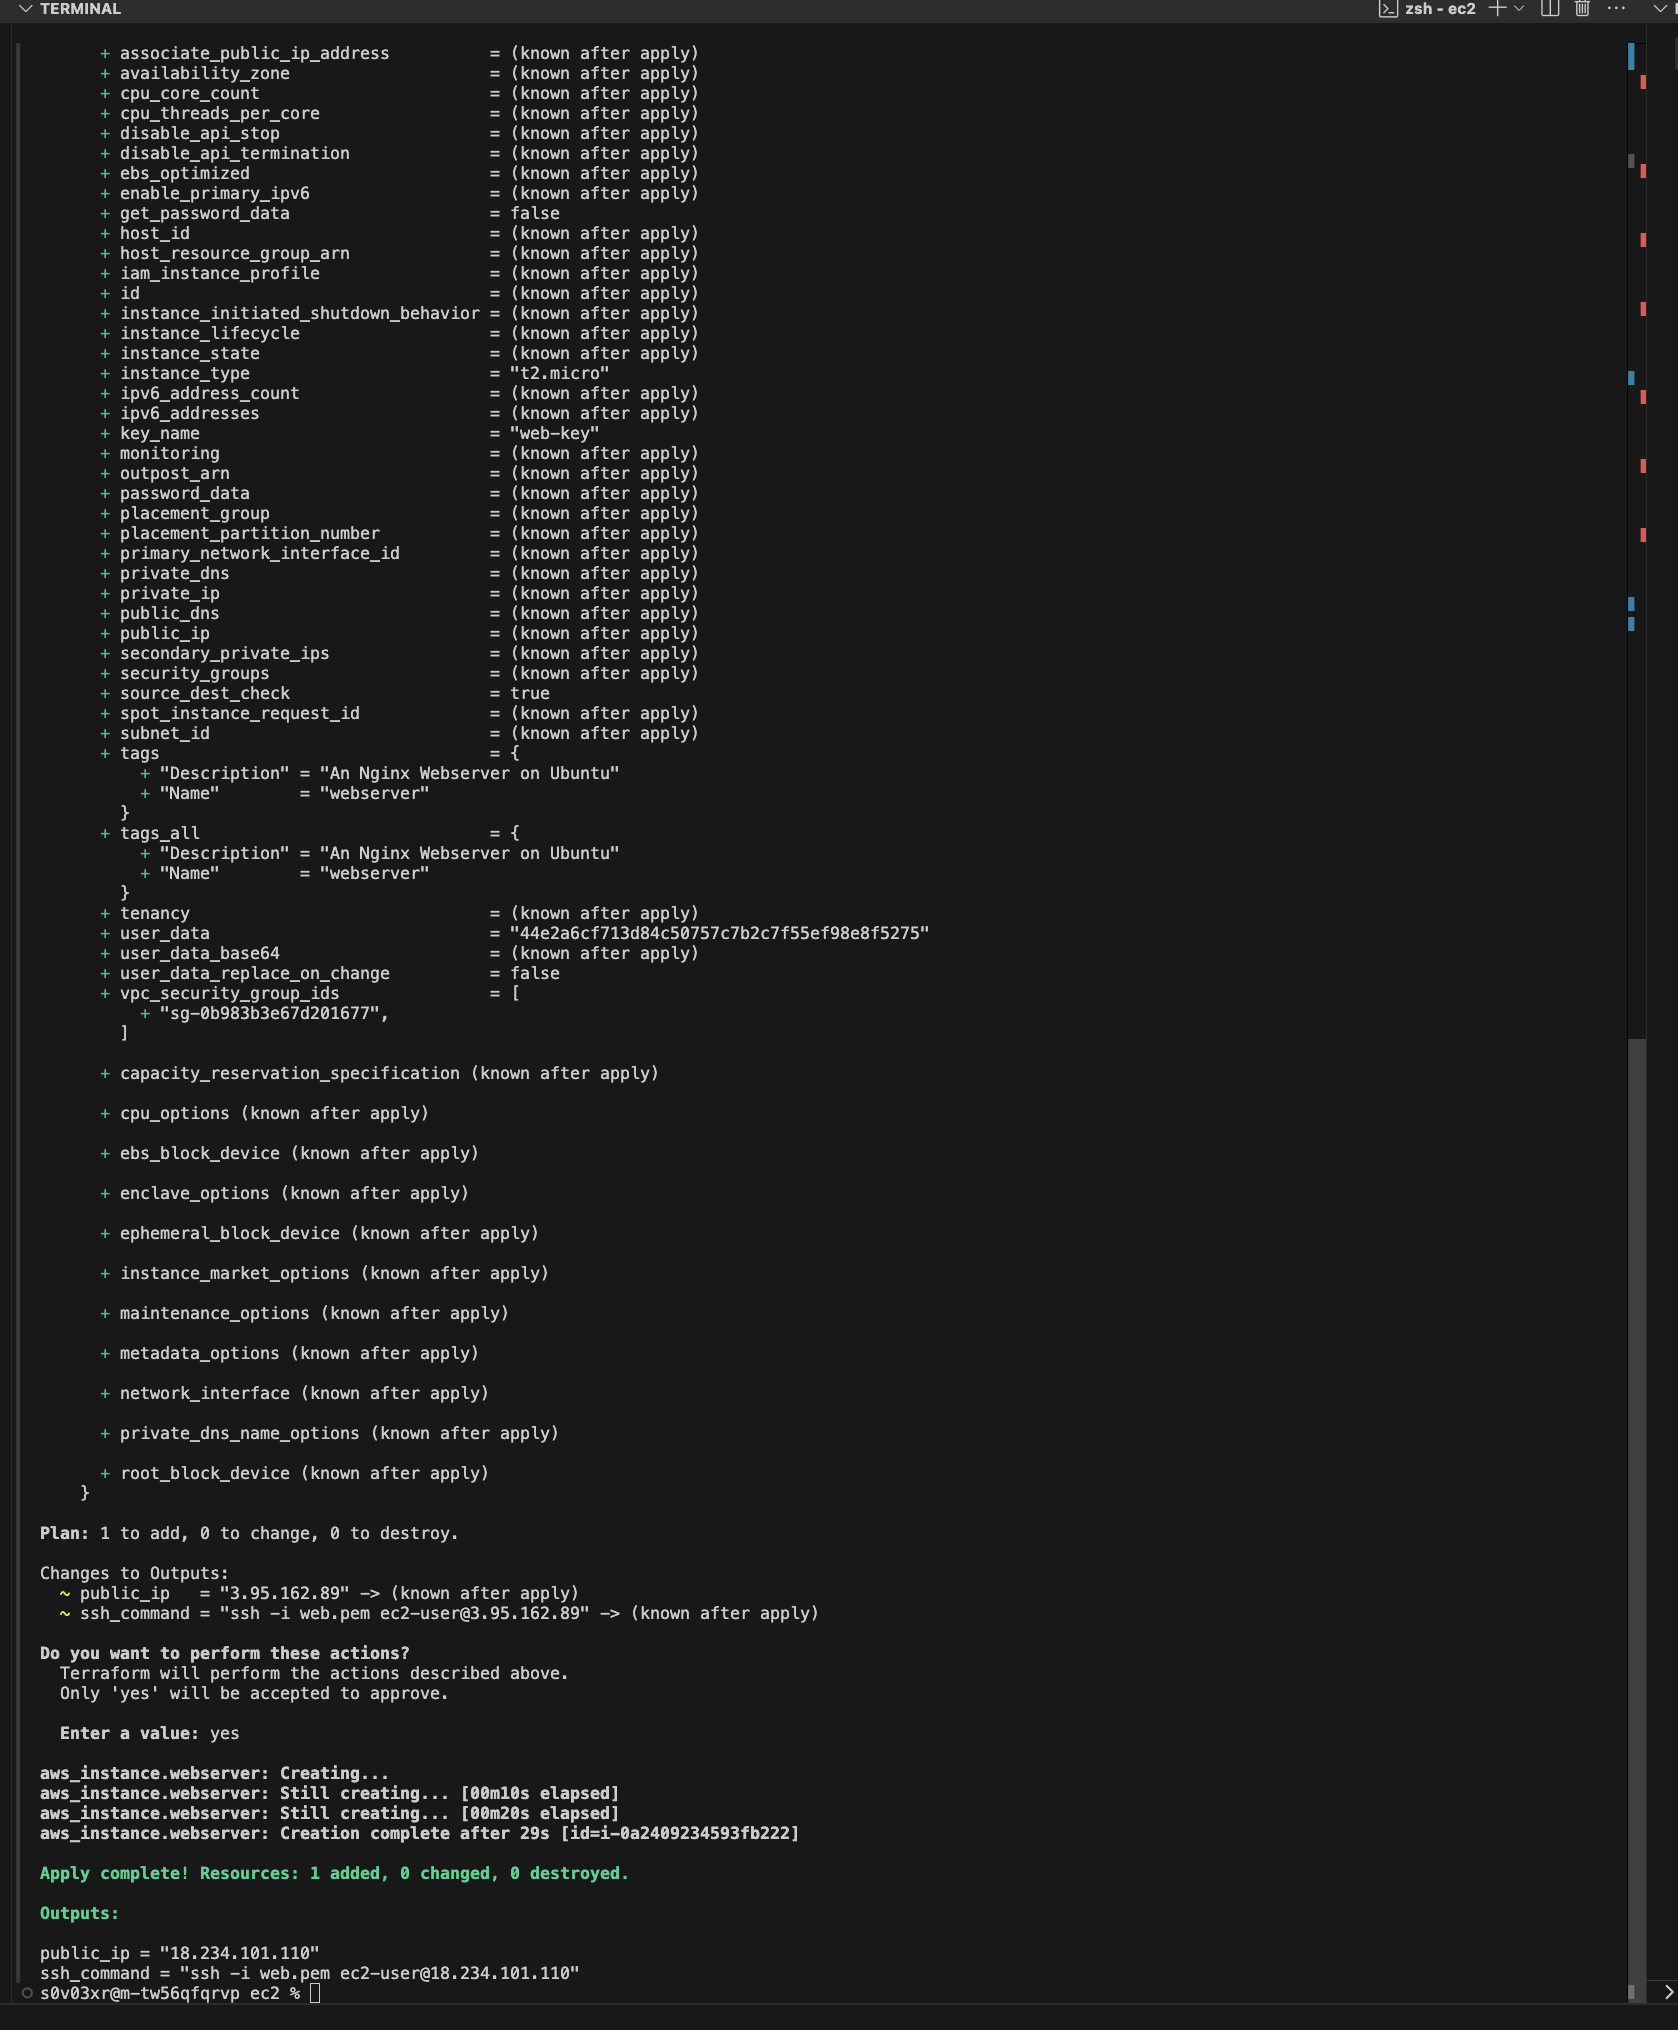 TERMINAL
zsh - ec2
+ associate_public_ip_address          = (known after apply)
+ availability_zone                    = (known after apply)
+ cpu_core_count                       = (known after apply)
+ cpu_threads_per_core                 = (known after apply)
+ disable_api_stop                     = (known after apply)
+ disable_api_termination              = (known after apply)
+ ebs_optimized                        = (known after apply)
+ enable_primary_ipv6                  = (known after apply)
+ get_password_data                    = false
+ host_id                              = (known after apply)
+ host_resource_group_arn              = (known after apply)
+ iam_instance_profile                 = (known after apply)
+ id                                   = (known after apply)
+ instance_initiated_shutdown_behavior = (known after apply)
+ instance_lifecycle                   = (known after apply)
+ instance_state                       = (known after apply)
+ instance_type                        = "t2.micro"
+ ipv6_address_count                   = (known after apply)
+ ipv6_addresses                       = (known after apply)
+ key_name                             = "web-key"
+ monitoring                           = (known after apply)
+ outpost_arn                          = (known after apply)
+ password_data                        = (known after apply)
+ placement_group                      = (known after apply)
+ placement_partition_number           = (known after apply)
+ primary_network_interface_id         = (known after apply)
+ private_dns                          = (known after apply)
+ private_ip                           = (known after apply)
+ public_dns                           = (known after apply)
+ public_ip                            = (known after apply)
+ secondary_private_ips                = (known after apply)
+ security_groups                      = (known after apply)
+ source_dest_check                    = true
+ spot_instance_request_id             = (known after apply)
+ subnet_id                            = (known after apply)
+ tags                                 = {
    + "Description" = "An Nginx Webserver on Ubuntu"
    + "Name"        = "webserver"
  }
+ tags_all                             = {
    + "Description" = "An Nginx Webserver on Ubuntu"
    + "Name"        = "webserver"
  }
+ tenancy                              = (known after apply)
+ user_data                            = "44e2a6cf713d84c50757c7b2c7f55ef98e8f5275"
+ user_data_base64                     = (known after apply)
+ user_data_replace_on_change          = false
+ vpc_security_group_ids               = [
    + "sg-0b983b3e67d201677",
  ]
+ capacity_reservation_specification (known after apply)
+ cpu_options (known after apply)
+ ebs_block_device (known after apply)
+ enclave_options (known after apply)
+ ephemeral_block_device (known after apply)
+ instance_market_options (known after apply)
+ maintenance_options (known after apply)
+ metadata_options (known after apply)
+ network_interface (known after apply)
+ private_dns_name_options (known after apply)
+ root_block_device (known after apply)
}
Plan: 1 to add, 0 to change, 0 to destroy.
Changes to Outputs:
~ public_ip   = "3.95.162.89" -> (known after apply)
~ ssh_command = "ssh -i web.pem ec2-user@3.95.162.89" -> (known after apply)
Do you want to perform these actions?
Terraform will perform the actions described above.
Only 'yes' will be accepted to approve.
Enter a value: yes
aws_instance.webserver: Creating...
aws_instance.webserver: Still creating... [00m10s elapsed]
aws_instance.webserver: Still creating... [00m20s elapsed]
aws_instance.webserver: Creation complete after 29s [id=i-0a2409234593fb222]
Apply complete! Resources: 1 added, 0 changed, 0 destroyed.
Outputs:
public_ip = "18.234.101.110"
ssh_command = "ssh -i web.pem ec2-user@18.234.101.110"
s0v03xr@m-tw56qfqrvp ec2 %